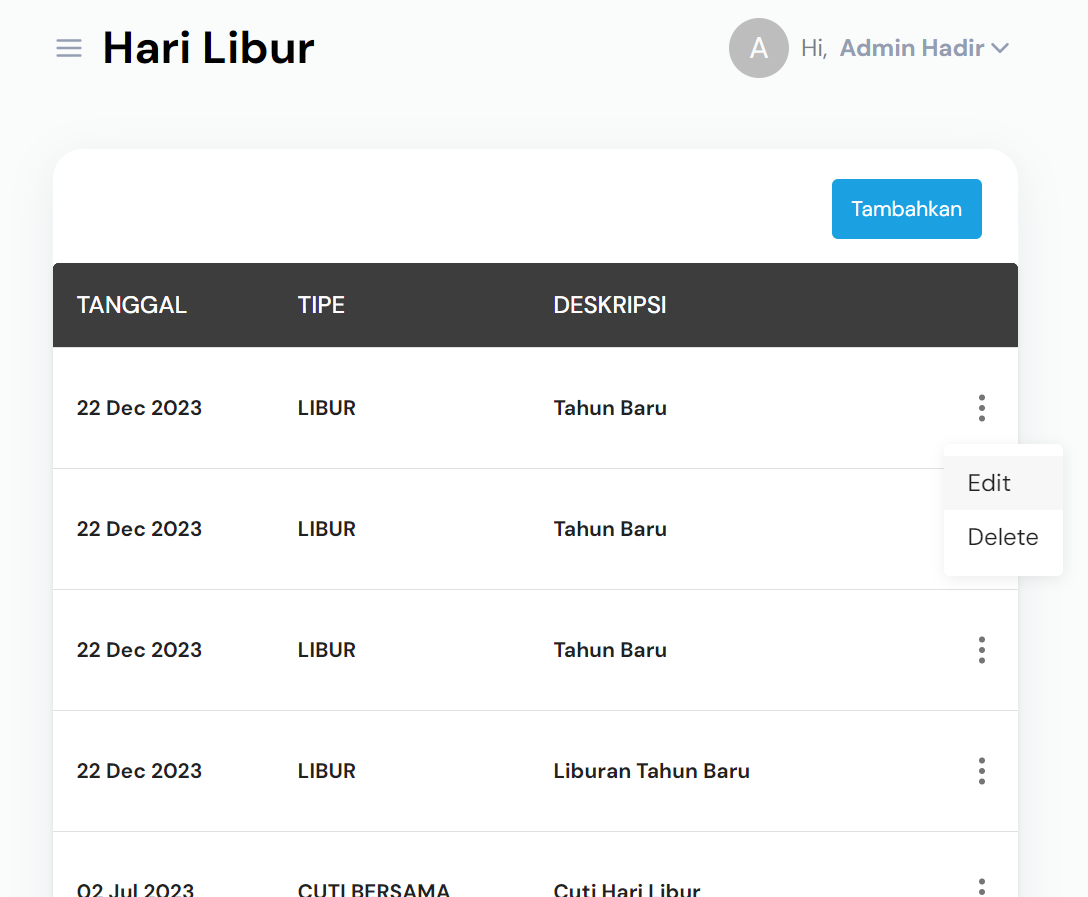 Hari Libur
A Hi, Admin Hadir
Tambahkan
TANGGAL TIPE DESKRIPSI
22 Dec 2023 LIBUR Tahun Baru
Edit
22 Dec 2023 LIBUR Tahun Baru
Delete
22 Dec 2023 LIBUR Tahun Baru
22 Dec 2023 LIBUR Liburan Tahun Baru
02 Jul 2023 CUTI BERSAMA Cuti Hari Libur